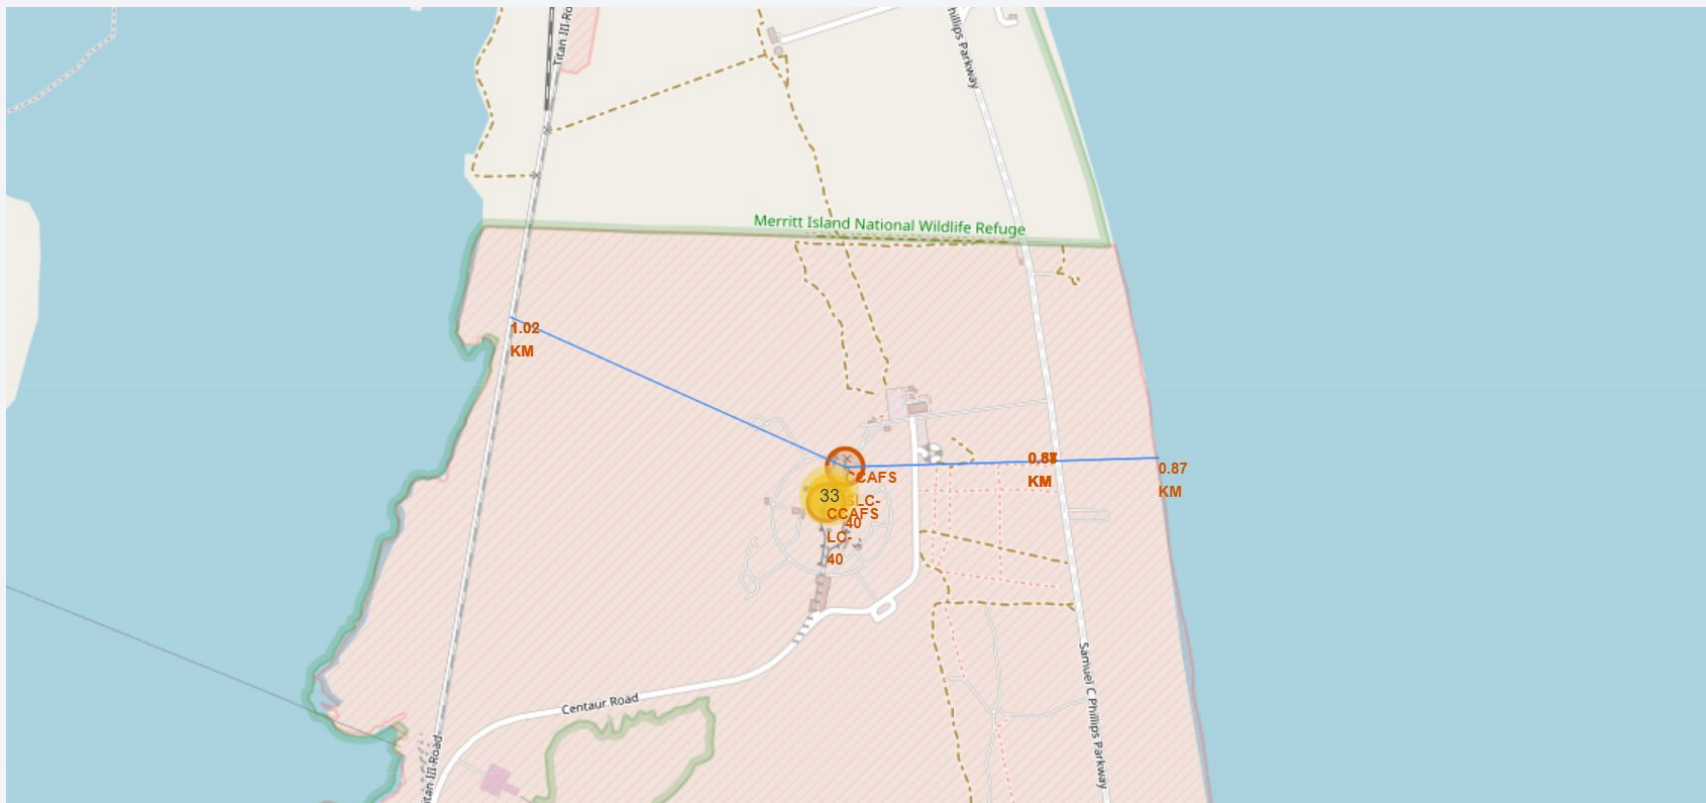 Titan III Ro
hillips Parkway
Merritt Island National Wildlife Refuge
1.02
KM
0.87
KM
KM
33
CCAFS
SLC-
40
CCAFS
LC-
40
Centaur Road
Samuel C Phillips Parkway
itan III Road